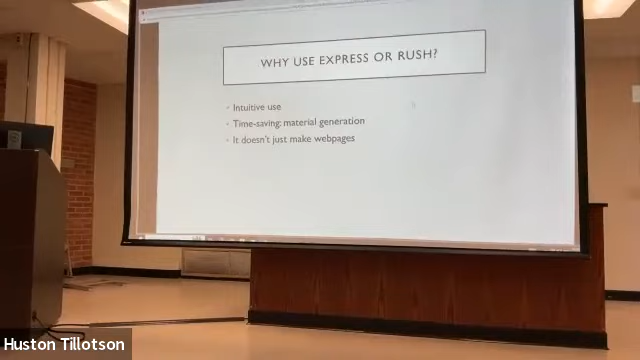 WHY USE EXPRESS OR RUSH?
• Intuitive use
• Time-saving: material generation
• It doesn't just make webpages
Huston Tillotson